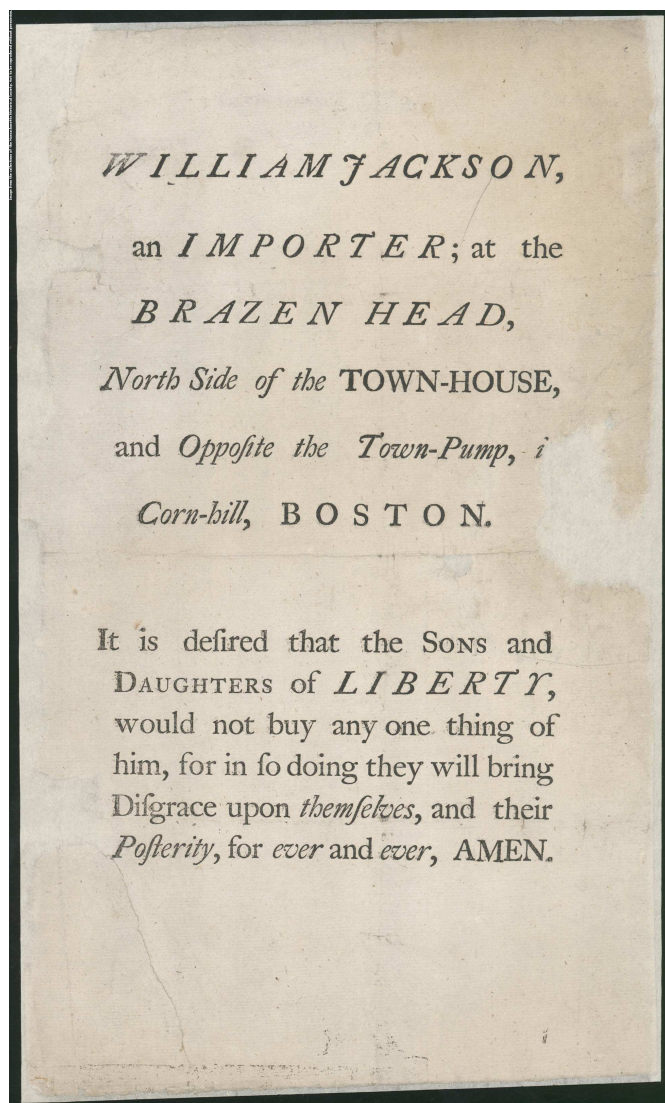 WILLIAM JACKSON,
an IMPORTER; at the
BRAZEN HEAD,
North Side of the TOWN-HOUSE,
and Oppoſite the Town-Pump, i
Corn-hill, BOSTON.
It is deſired that the SONS and
DAUGHTERS of LIBERTY,
would not buy any one thing of
him, for in ſo doing they will bring
Diſgrace upon themſelves, and their
Poſterity, for ever and ever, AMEN.